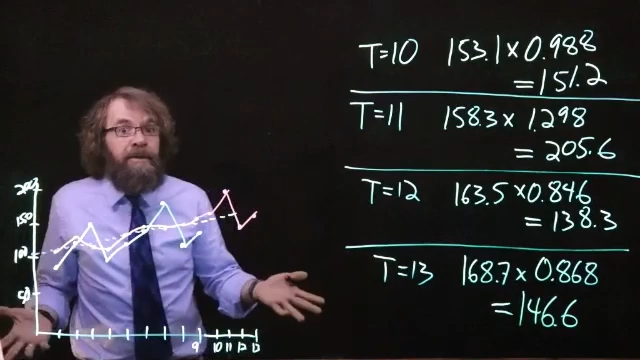 T=10 153.1 × 0.988
= 151.2
T=11 158.3 × 1.298
= 205.6
T=12 163.5 × 0.846
= 138.3
T=13 168.7 × 0.868
= 146.6
200
150
100
50
9 10 11 12 13